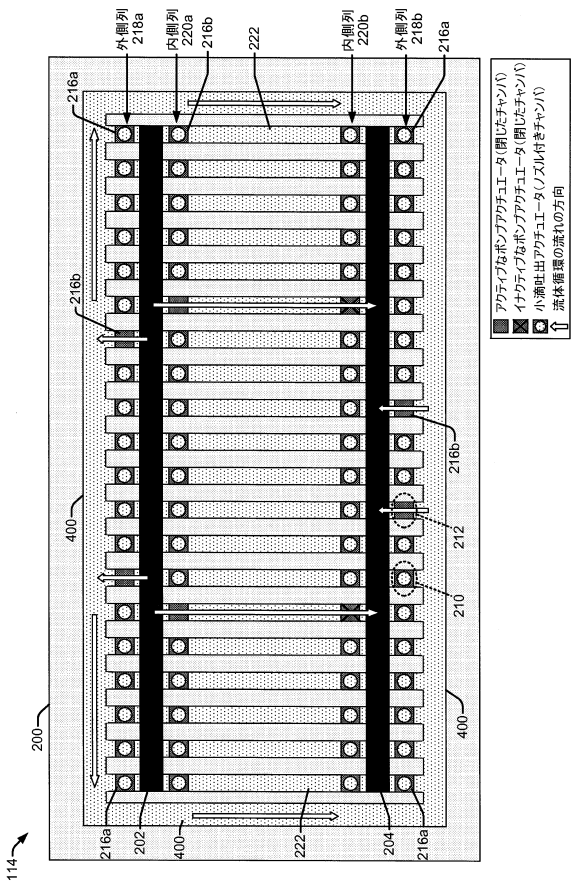 114
200
400
外側列
218a
内側列
220a
216b
222
内側列
220b
外側列
218b
216a
216a
216b
216a
202
400
222
204
216a
210
212
216b
400
アクティブなポンプアクチュエータ(閉じたチャンバ)
イナクティブなポンプアクチュエータ(閉じたチャンバ)
小滴吐出アクチュエータ(ノズル付きチャンバ)
流体循環の流れの方向